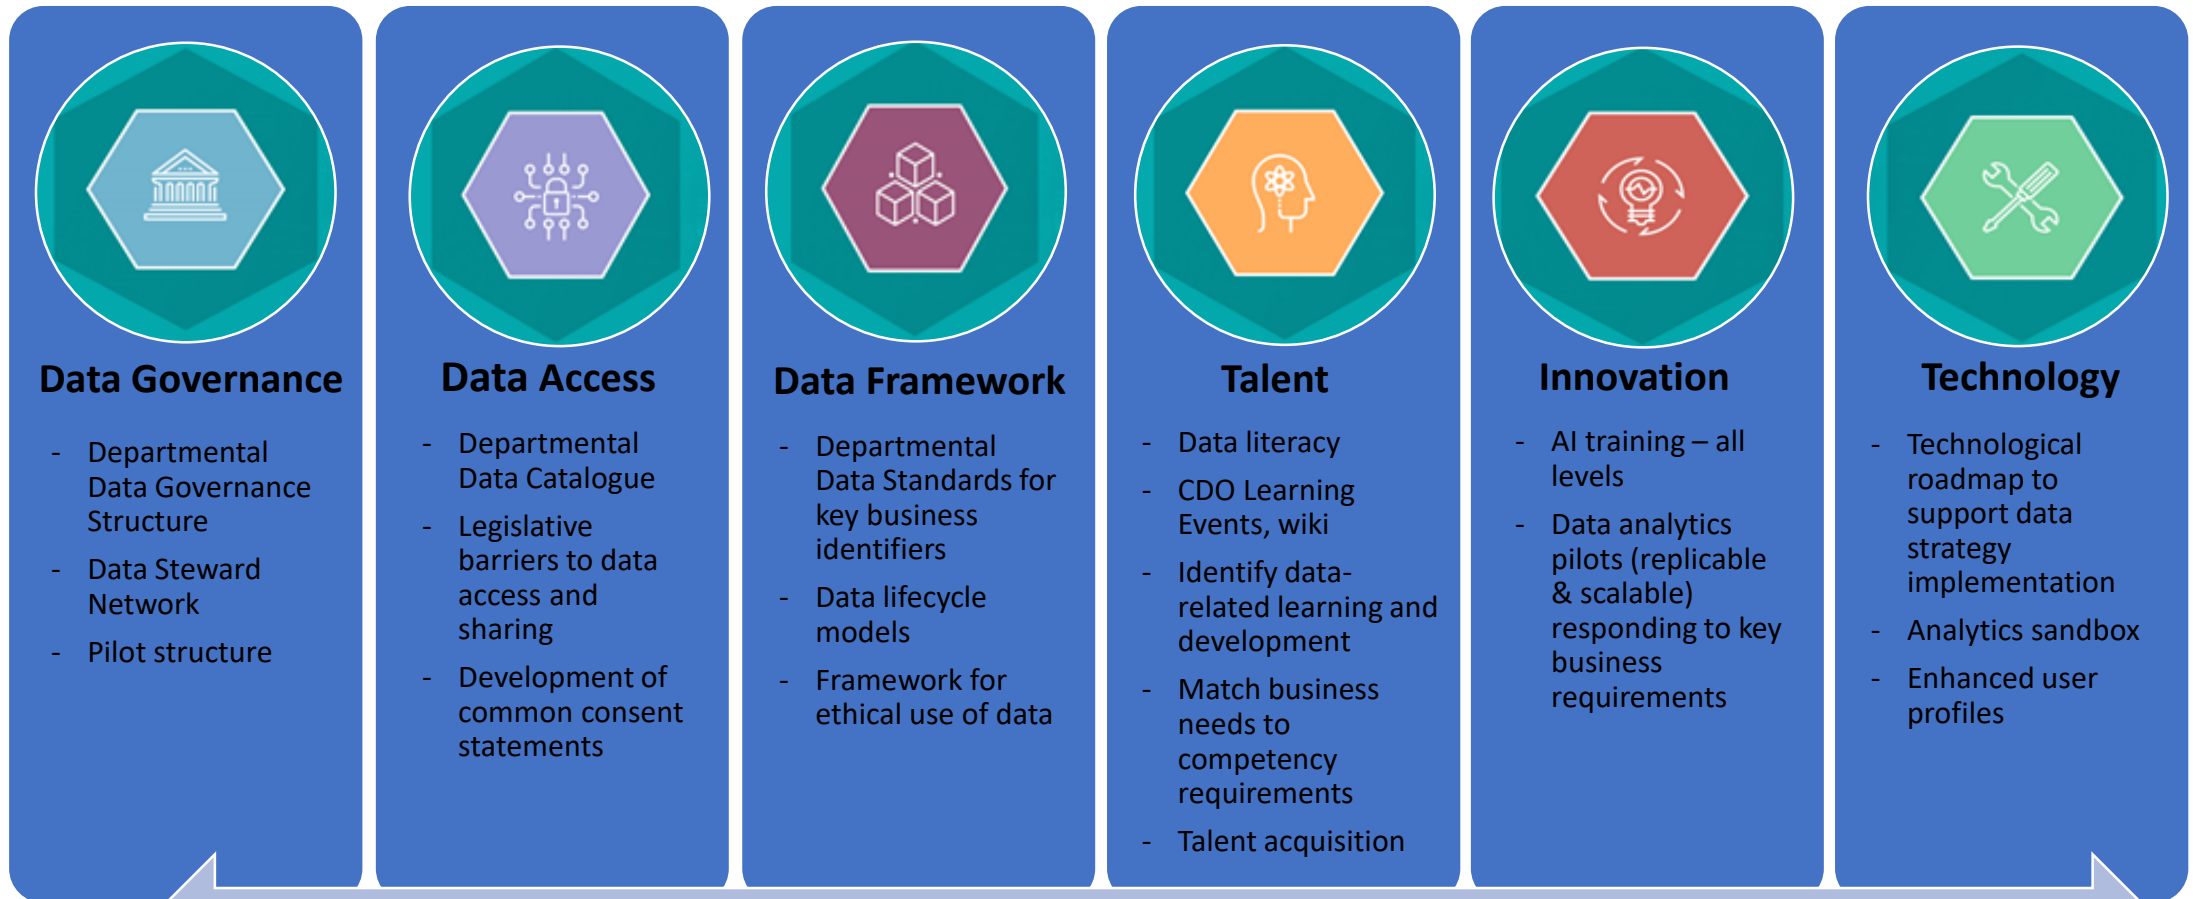 Data Governance
- Departmental
Data Governance
Structure
- Data Steward
Network
- Pilot structure
Data Access
- Departmental
Data Catalogue
- Legislative
barriers to data
access and
sharing
- Development of
common consent
statements
Data Framework
- Departmental
Data Standards for
key business
identifiers
- Data lifecycle
models
- Framework for
ethical use of data
Talent
- Data literacy
- CDO Learning
Events, wiki
- Identify data-
related learning and
development
- Match business
needs to
competency
requirements
- Talent acquisition
Innovation
- AI training – all
levels
- Data analytics
pilots (replicable
& scalable)
responding to key
business
requirements
Technology
- Technological
roadmap to
support data
strategy
implementation
- Analytics sandbox
- Enhanced user
profiles